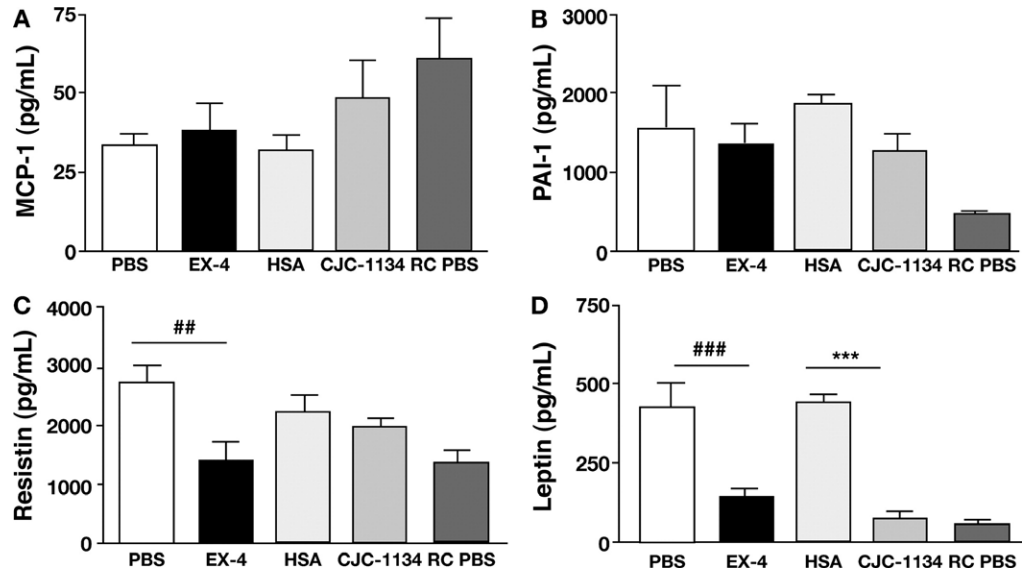 A
MCP-1 (pg/mL)
75
50
25
0
PBS EX-4 HSA CJC-1134 RC PBS
B
PAI-1 (pg/mL)
3000
2000
1000
0
PBS EX-4 HSA CJC-1134 RC PBS
C
Resistin (pg/mL)
4000
3000
2000
1000
0
##
PBS EX-4 HSA CJC-1134 RC PBS
D
Leptin (pg/mL)
750
500
250
0
###
***
PBS EX-4 HSA CJC-1134 RC PBS